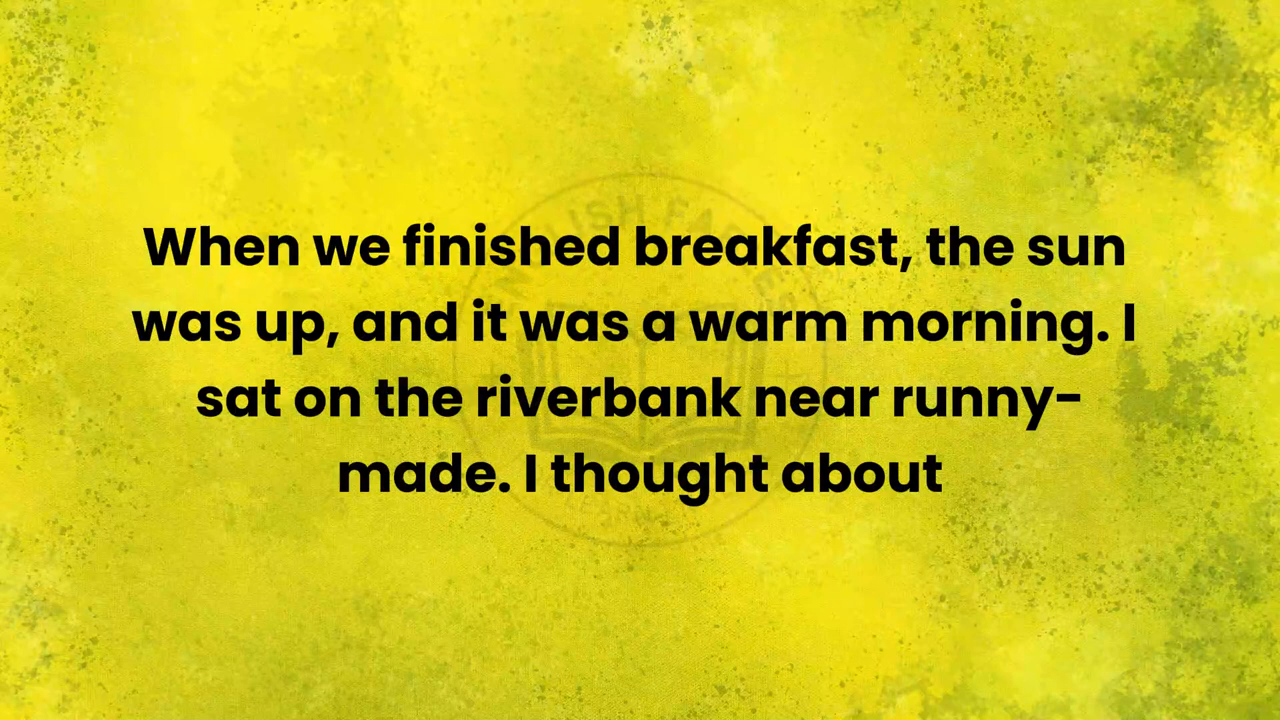 When we finished breakfast, the sun
was up, and it was a warm morning. I
sat on the riverbank near runny-
made. I thought about